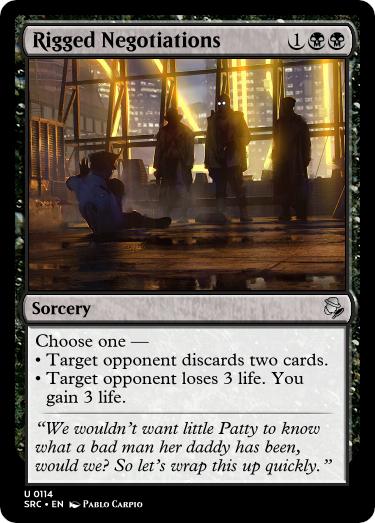 Rigged Negotiations 1
Sorcery
Choose one —
• Target opponent discards two cards.
• Target opponent loses 3 life. You
gain 3 life.
“We wouldn’t want little Patty to know
what a bad man her daddy has been,
would we? So let’s wrap this up quickly.”
U 0114
SRC • EN Pablo Carpio